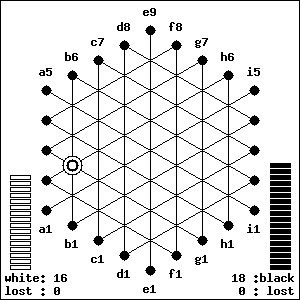 e9
d8 f8
c7 g7
b6 h6
a5 i5
a1 i1
b1 h1
c1 g1
d1 f1
e1
white: 16 18 :black
lost : 0 0 : lost